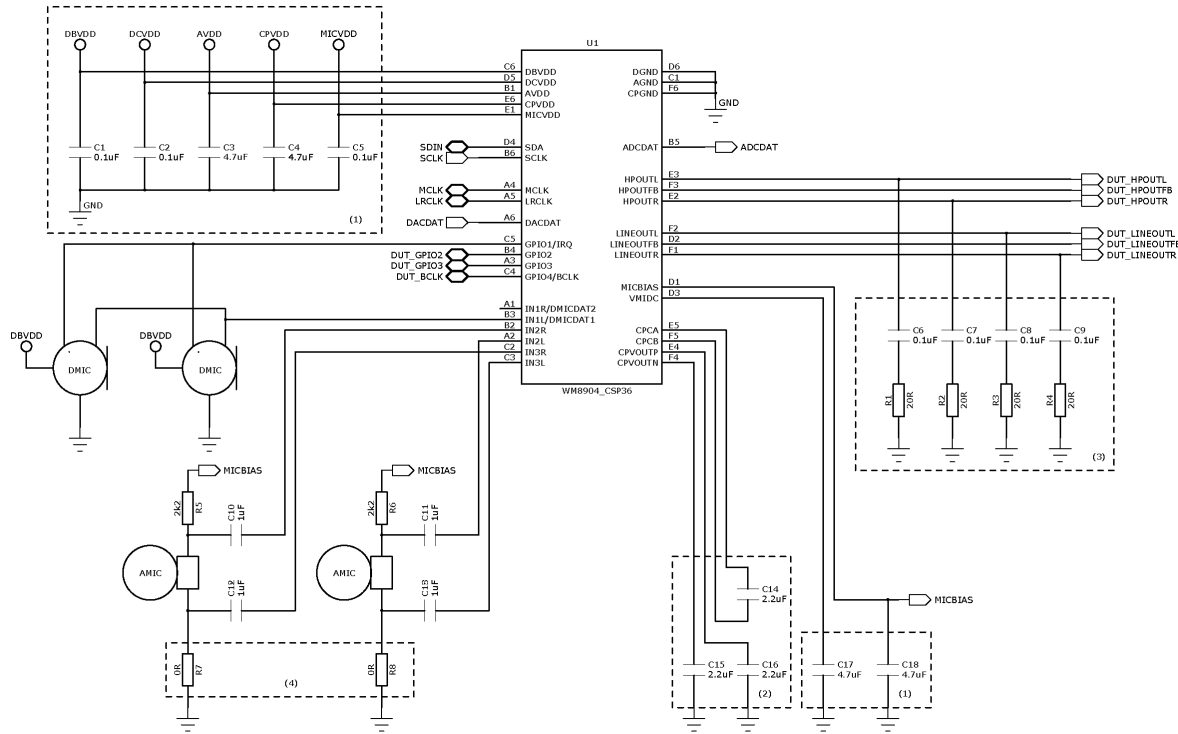 DBVDD DCVDD AVDD CPVDD MICVDD
C1 0.1uF
C2 0.1uF
C3 4.7uF
C4 4.7uF
C5 0.1uF
GND
(1)
U1
C6 DBVDD
D5 DCVDD
B1 AVDD
E6 CPVDD
E1 MICVDD
SDIN D4 SDA
SCLK B6 SCLK
MCLK A4 MCLK
LRCLK A5 LRCLK
DACDAT A6 DACDAT
C5 GPIO1/IRQ
DUT_GPIO2 B4 GPIO2
DUT_GPIO3 A3 GPIO3
DUT_BCLK C4 GPIO4/BCLK
A1 IN1R/DMICDAT2
B3 IN1L/DMICDAT1
B2 IN2R
A2 IN2L
C2 IN3R
C3 IN3L
DGND D6
AGND C1
CPGND F6
GND
ADCDAT B5 ADCDAT
HPOUTL E3 DUT_HPOUTL
HPOUTFB F3 DUT_HPOUTFB
HPOUTR E2 DUT_HPOUTR
LINEOUTL F2 DUT_LINEOUTL
LINEOUTFB D2 DUT_LINEOUTFB
LINEOUTR F1 DUT_LINEOUTR
MICBIAS D1
VMIDC D3
CPCA E5
CPCB F5
CPVOUTP E4
CPVOUTN F4
WM8904_CSP36
DBVDD
DMIC
DBVDD
DMIC
C6 0.1uF
C7 0.1uF
C8 0.1uF
C9 0.1uF
R1 20R
R2 20R
R3 20R
R4 20R
(3)
MICBIAS
2k2 R5
C10 1uF
AMIC
C12 1uF
0R R7
MICBIAS
2k2 R6
C11 1uF
AMIC
C13 1uF
0R R8
(4)
C14 2.2uF
C15 2.2uF
C16 2.2uF
(2)
MICBIAS
C17 4.7uF
C18 4.7uF
(1)